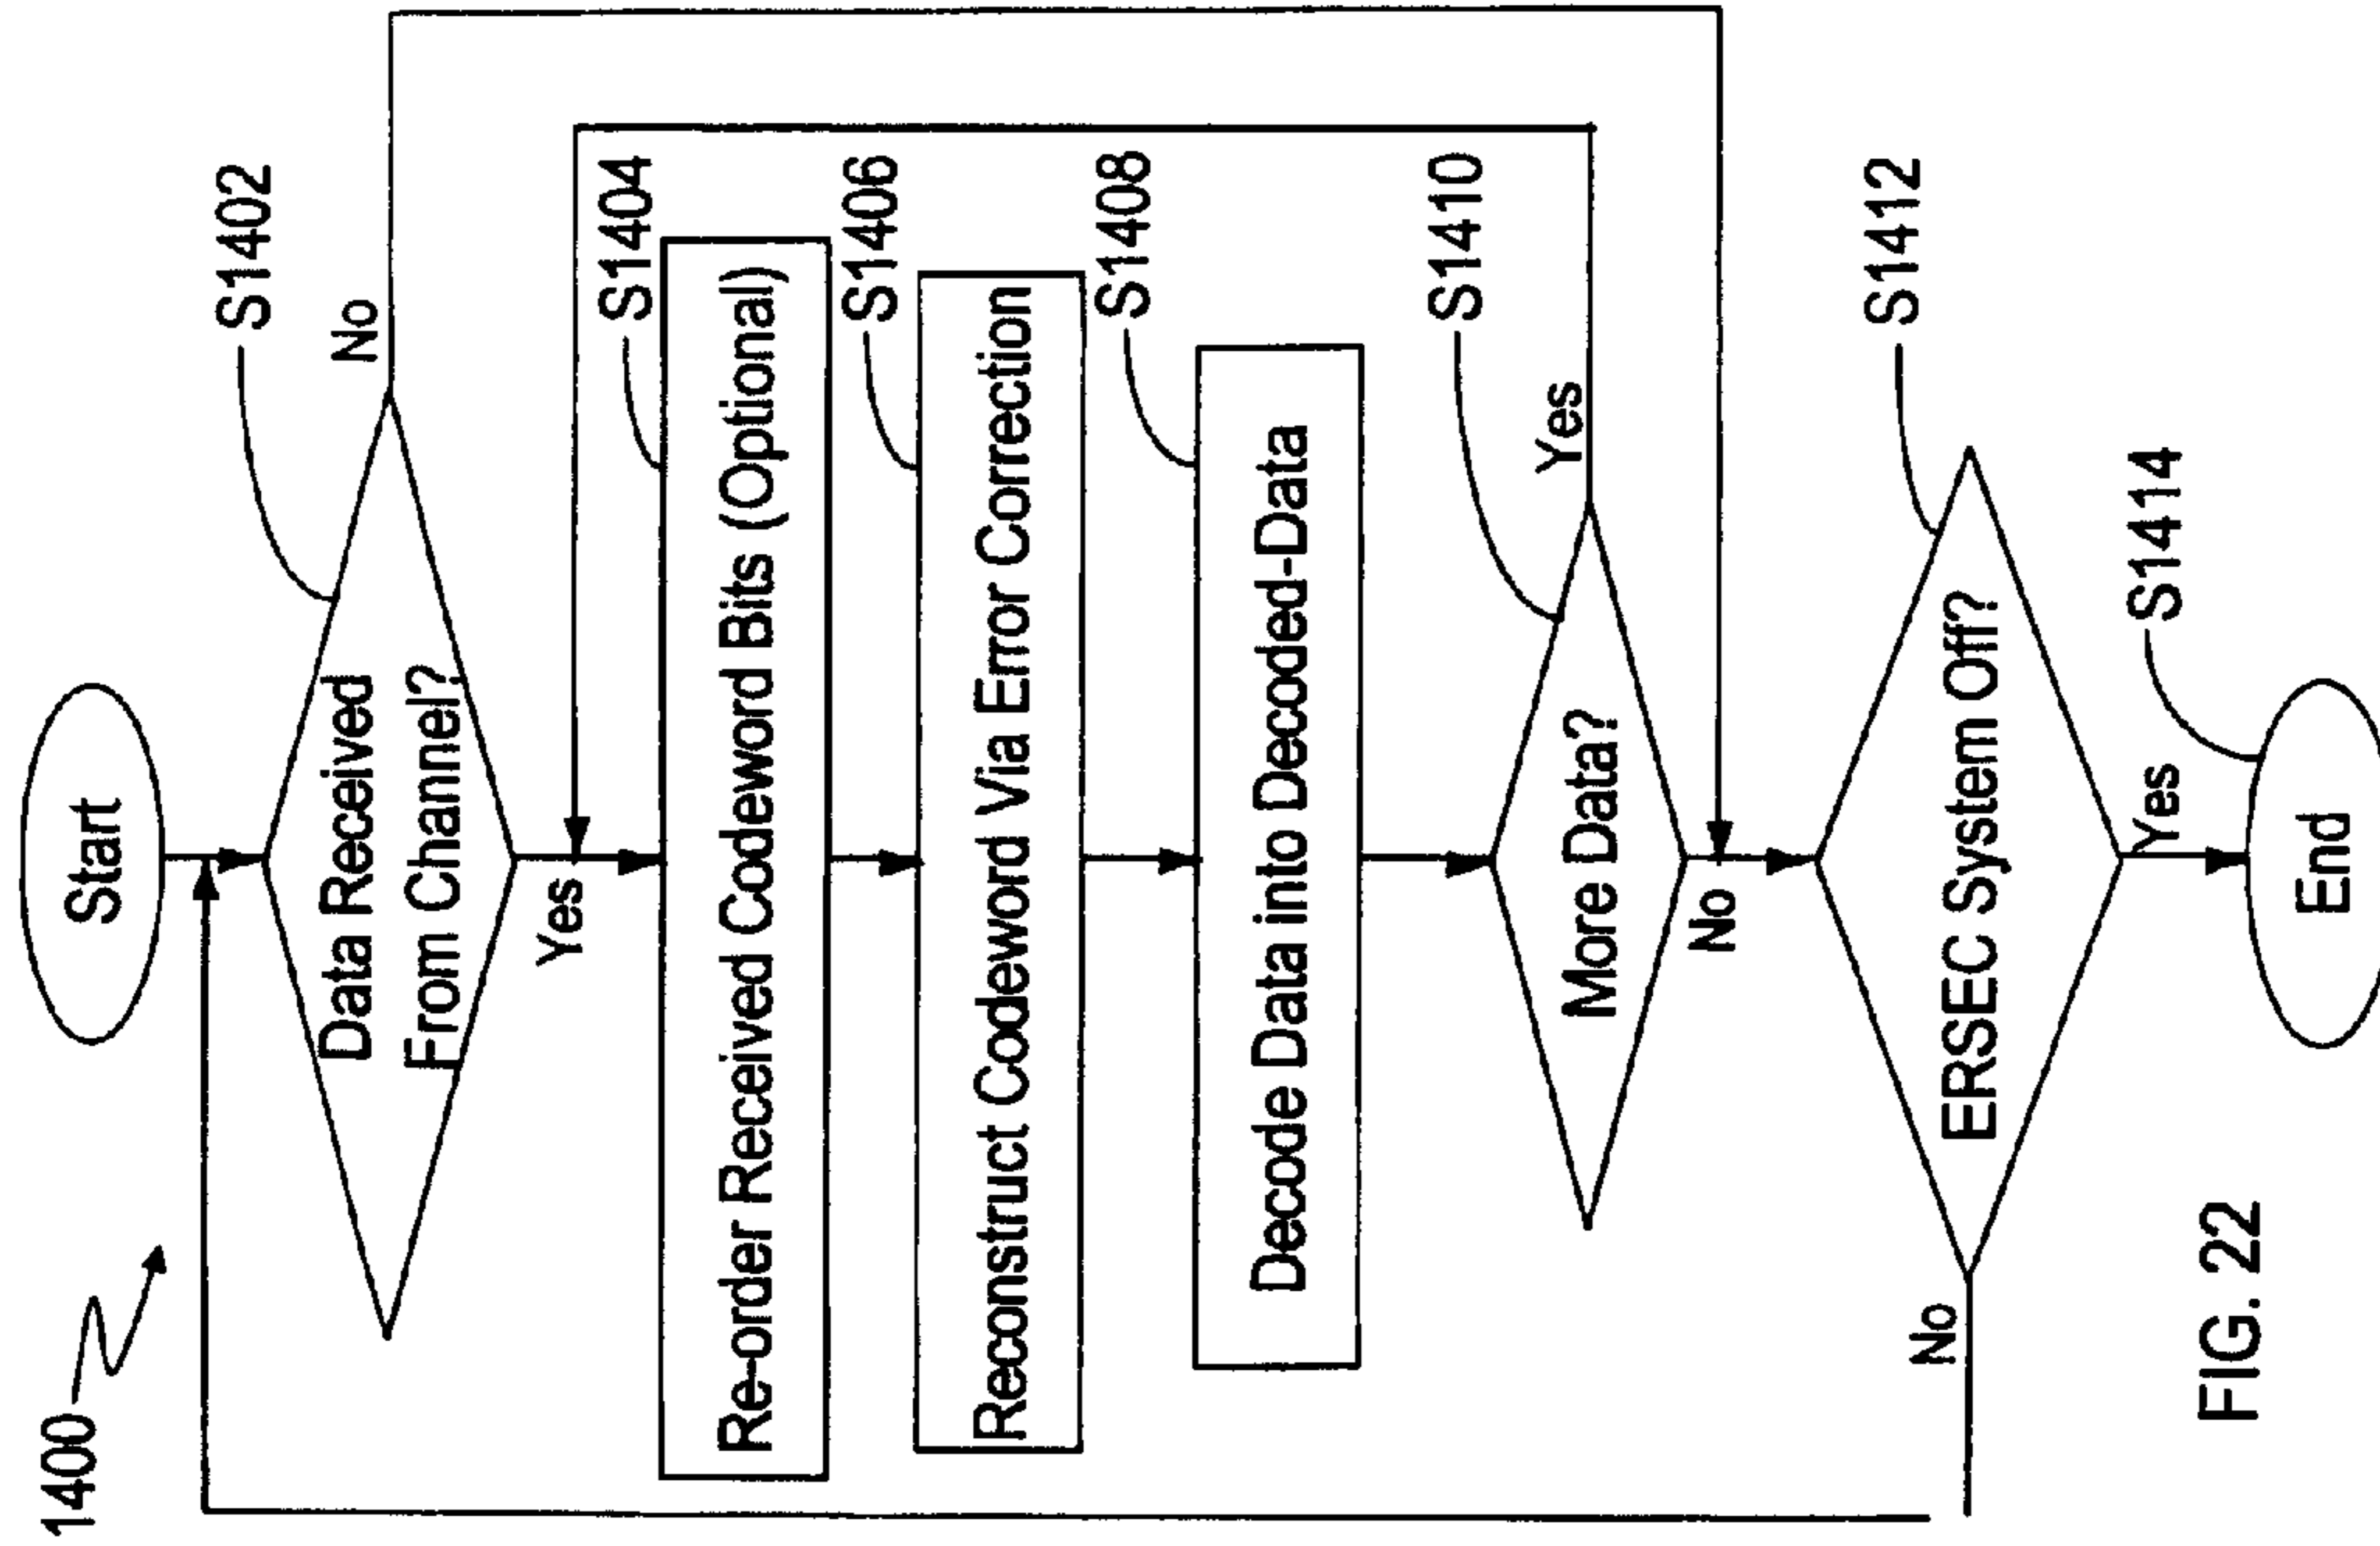 1400
Start
S1402
Data Received
From Channel?
No
Yes
S1404
Re-order Received Codeword Bits (Optional)
S1406
Reconstruct Codeword Via Error Correction
S1408
Decode Data into Decoded-Data
S1410
More Data?
Yes
No
S1412
ERSEC System Off?
No
Yes
S1414
End
FIG. 22